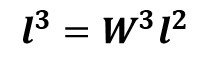 l³ = W³l²